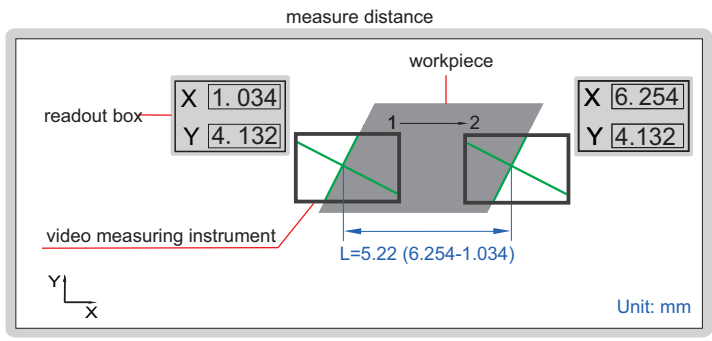 measure distance
workpiece
readout box
X 1. 034
Y 4. 132
X 6. 254
Y 4.132
1 2
video measuring instrument
L=5.22 (6.254-1.034)
Y
X
Unit: mm